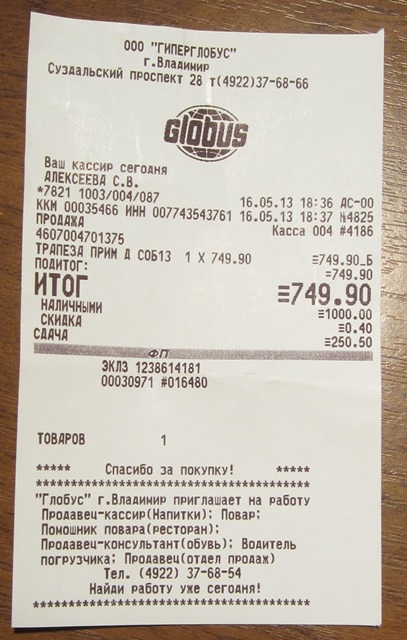 ООО "ГИПЕРГЛОБУС"
г.Владимир
Суздальский проспект 28 т(4922)37-68-66
GLOBUS
Ваш кассир сегодня
АЛЕКСЕЕВА С.В.
*7821 1003/004/087 16.05.13 18:36 АС-00
ККМ 00035466 ИНН 007743543761 16.05.13 18:37 №4825
ПРОДАЖА Касса 004 #4186
4607004701375
ТРАПЕЗА ПРИМ Д СОБ13 1 X 749.90 ≡749.90_Б
ПОДИТОГ: ≡749.90
ИТОГ ≡749.90
НАЛИЧНЫМИ ≡1000.00
СКИДКА ≡0.40
СДАЧА ≡250.50
ФП
ЭКЛЗ 1238614181
00030971 #016480
ТОВАРОВ 1
***** Спасибо за покупку! *****
****************************************
"Глобус" г.Владимир приглашает на работу
Продавец-кассир(Напитки); Повар;
Помошник повара(ресторан);
Продавец-консультант(обувь); Водитель
погрузчика; Продавец(отдел продаж)
Тел. (4922) 37-68-54
Найди работу уже сегодня!
****************************************